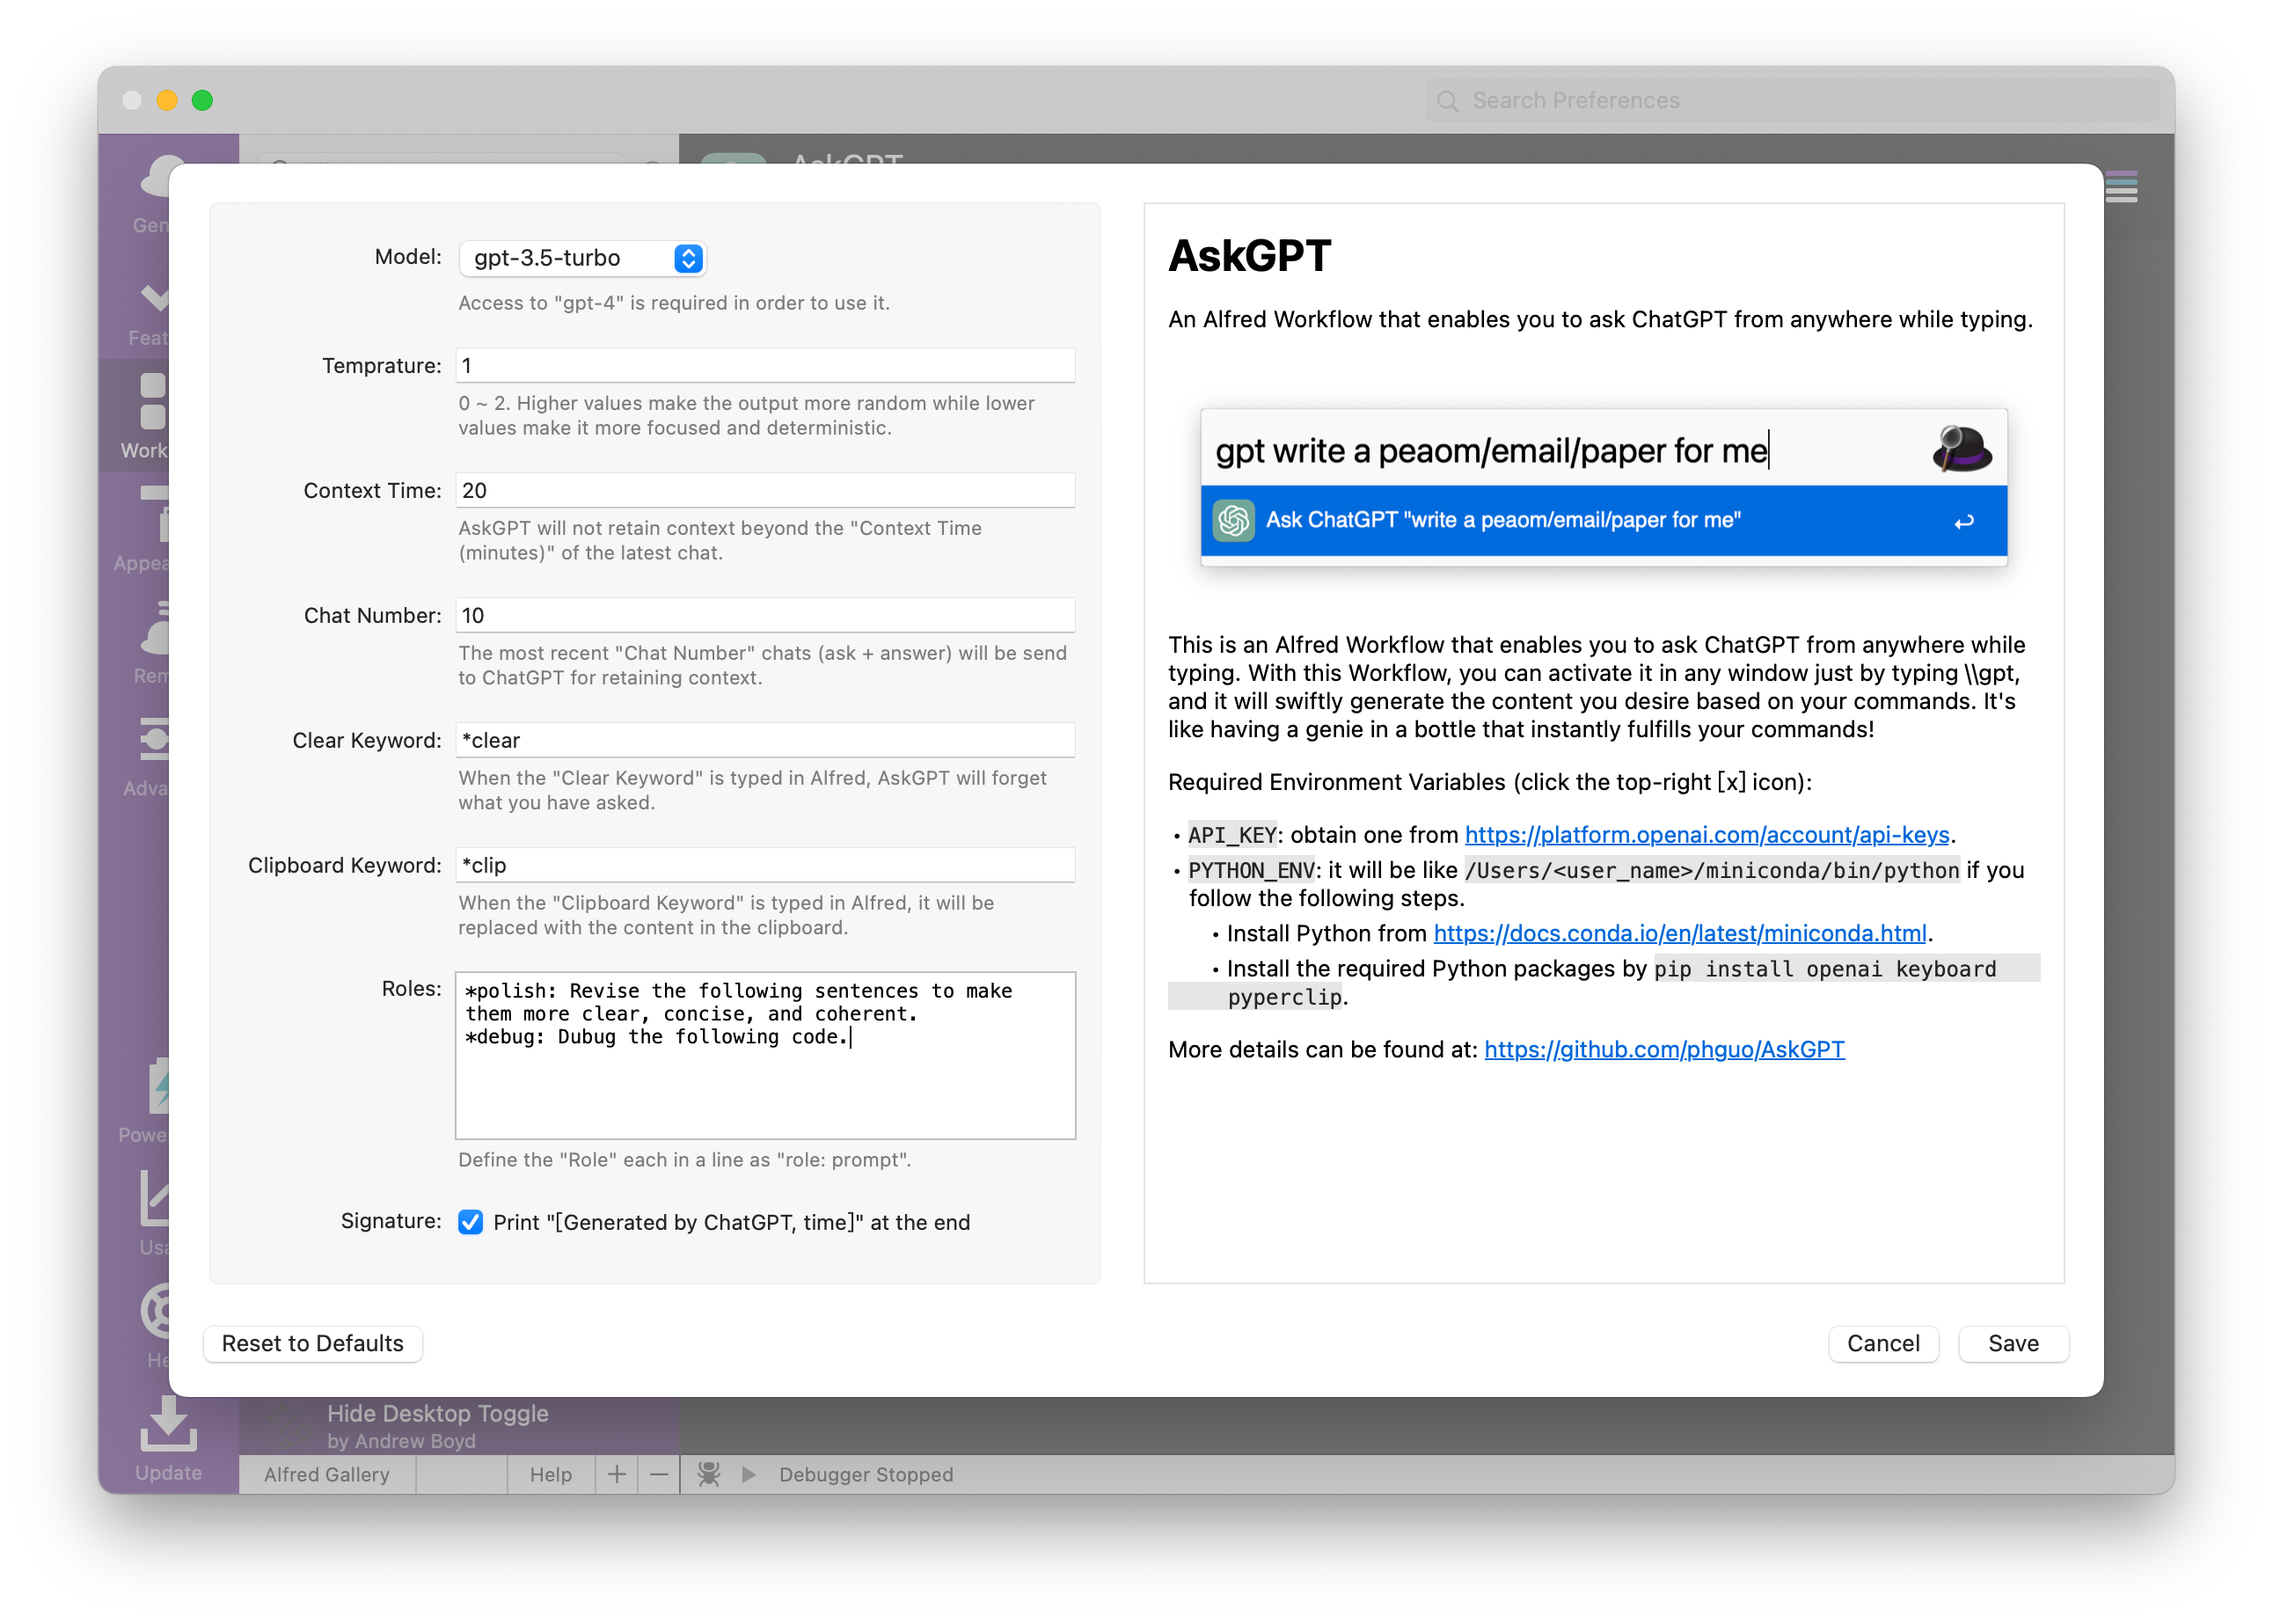 Search Preferences
AskGPT
Update
Model:
gpt-3.5-turbo
Access to "gpt-4" is required in order to use it.
Temprature:
1
0 ~ 2. Higher values make the output more random while lower
values make it more focused and deterministic.
Context Time:
20
AskGPT will not retain context beyond the "Context Time
(minutes)" of the latest chat.
Chat Number:
10
The most recent "Chat Number" chats (ask + answer) will be send
to ChatGPT for retaining context.
Clear Keyword:
*clear
When the "Clear Keyword" is typed in Alfred, AskGPT will forget
what you have asked.
Clipboard Keyword:
*clip
When the "Clipboard Keyword" is typed in Alfred, it will be
replaced with the content in the clipboard.
Roles:
*polish: Revise the following sentences to make
them more clear, concise, and coherent.
*debug: Dubug the following code.
Define the "Role" each in a line as "role: prompt".
Signature:
Print "[Generated by ChatGPT, time]" at the end
AskGPT
An Alfred Workflow that enables you to ask ChatGPT from anywhere while typing.
gpt write a peaom/email/paper for me
Ask ChatGPT "write a peaom/email/paper for me"
This is an Alfred Workflow that enables you to ask ChatGPT from anywhere while
typing. With this Workflow, you can activate it in any window just by typing \\gpt,
and it will swiftly generate the content you desire based on your commands. It's
like having a genie in a bottle that instantly fulfills your commands!
Required Environment Variables (click the top-right [x] icon):
• API_KEY: obtain one from https://platform.openai.com/account/api-keys.
• PYTHON_ENV: it will be like /Users/<user_name>/miniconda/bin/python if you
follow the following steps.
• Install Python from https://docs.conda.io/en/latest/miniconda.html.
• Install the required Python packages by pip install openai keyboard
pyperclip.
More details can be found at: https://github.com/phguo/AskGPT
Reset to Defaults
Cancel
Save
Hide Desktop Toggle
by Andrew Boyd
Alfred Gallery
Help
Debugger Stopped